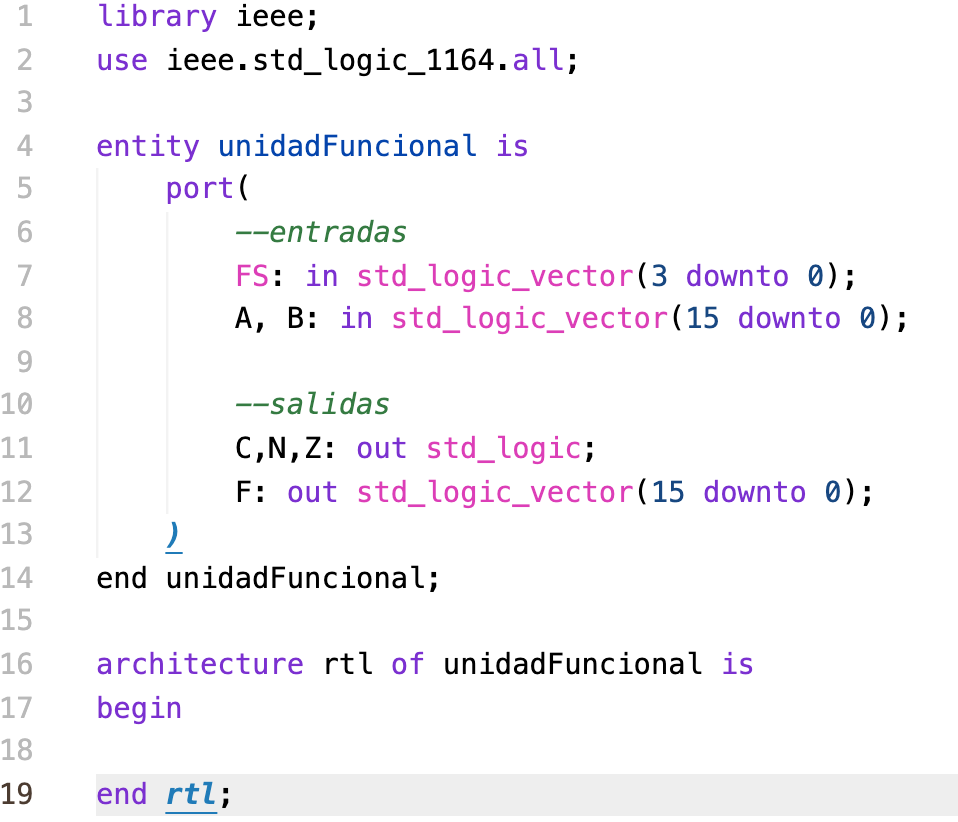 1 library ieee;
2 use ieee.std_logic_1164.all;
3
4 entity unidadFuncional is
5 port(
6 --entradas
7 FS: in std_logic_vector(3 downto 0);
8 A, B: in std_logic_vector(15 downto 0);
9
10 --salidas
11 C,N,Z: out std_logic;
12 F: out std_logic_vector(15 downto 0);
13 )
14 end unidadFuncional;
15
16 architecture rtl of unidadFuncional is
17 begin
18
19 end rtl;